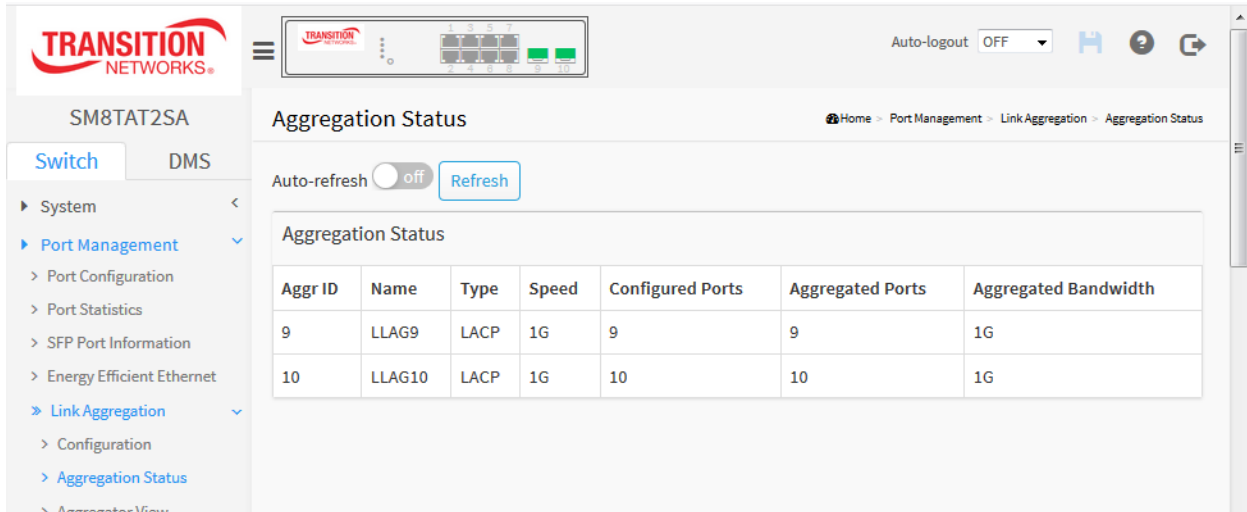 TRANSITION
NETWORKS®
TRANSITION
NETWORKS
1 3 5 7
2 4 6 8 9 10
Auto-logout OFF
SM8TAT2SA
Switch DMS
System
Port Management
Port Configuration
Port Statistics
SFP Port Information
Energy Efficient Ethernet
Link Aggregation
Configuration
Aggregation Status
Aggregator View
Aggregation Status
Home > Port Management > Link Aggregation > Aggregation Status
Auto-refresh off Refresh
Aggregation Status
Aggr ID Name Type Speed Configured Ports Aggregated Ports Aggregated Bandwidth
9 LLAG9 LACP 1G 9 9 1G
10 LLAG10 LACP 1G 10 10 1G